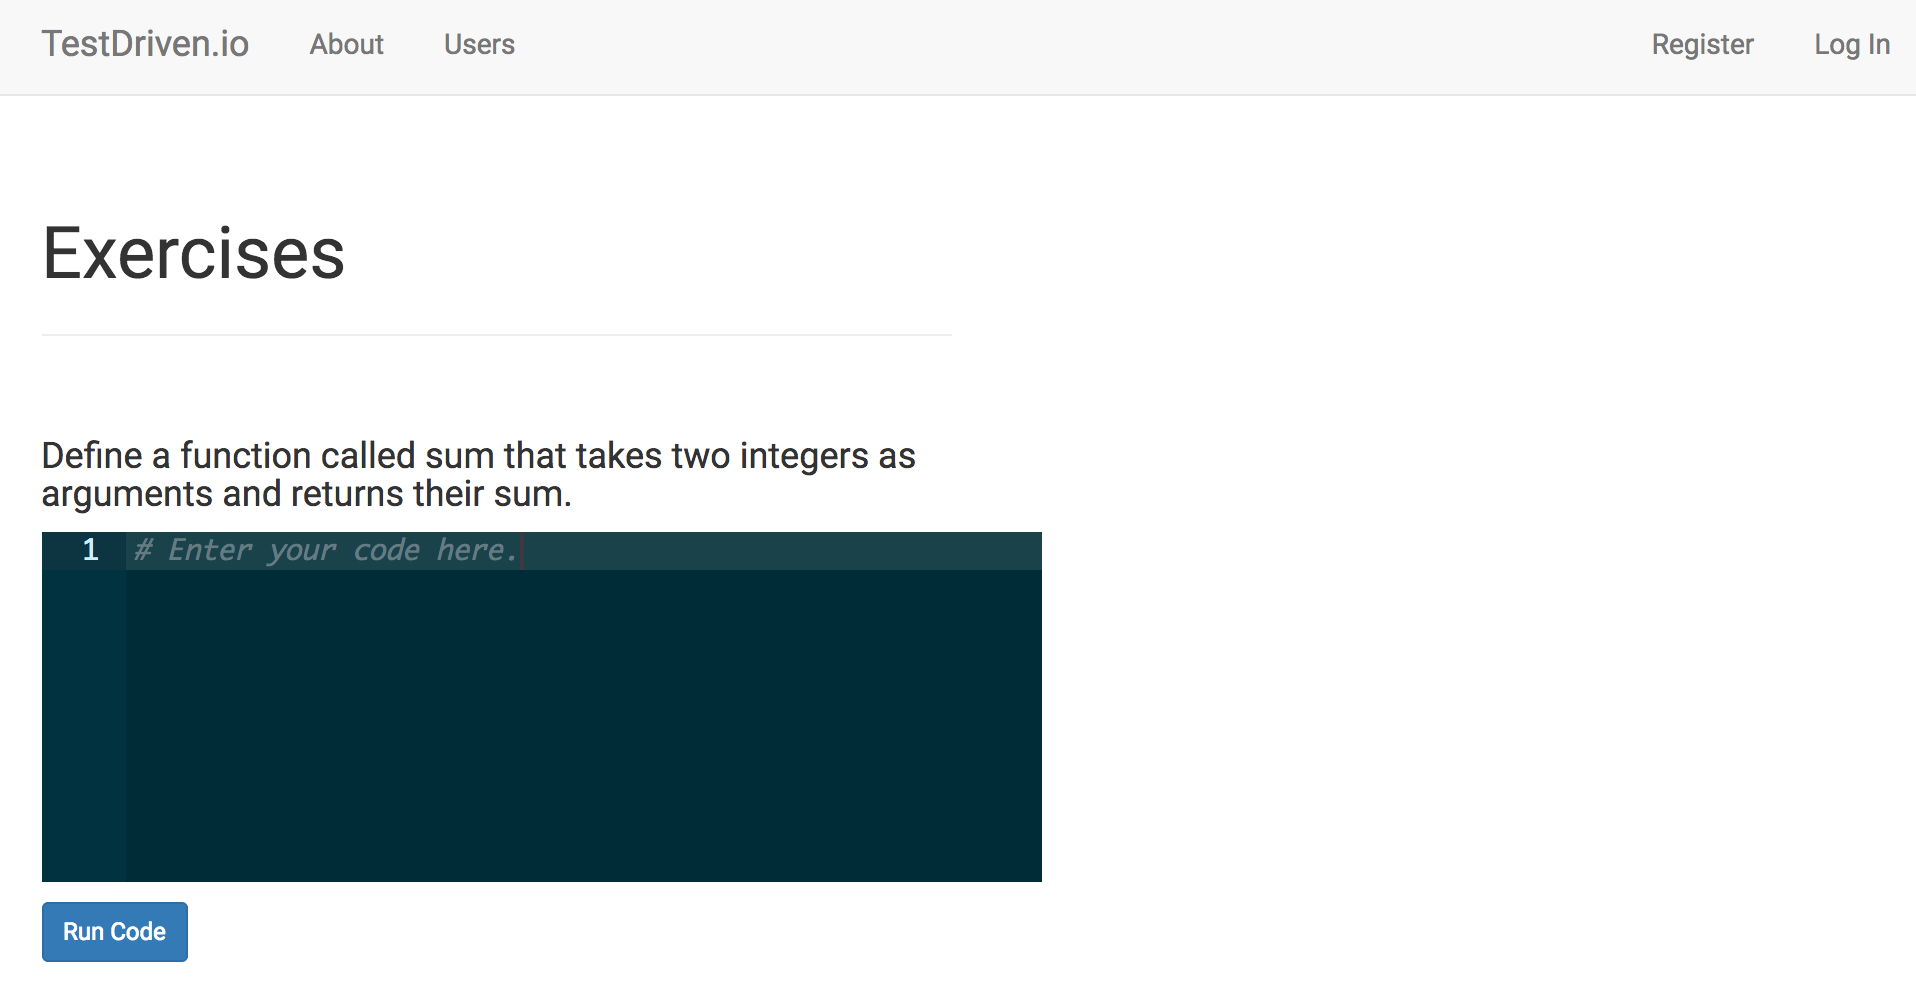 TestDriven.io About Users Register Log In
Exercises
Define a function called sum that takes two integers as
arguments and returns their sum.
1 # Enter your code here.
Run Code